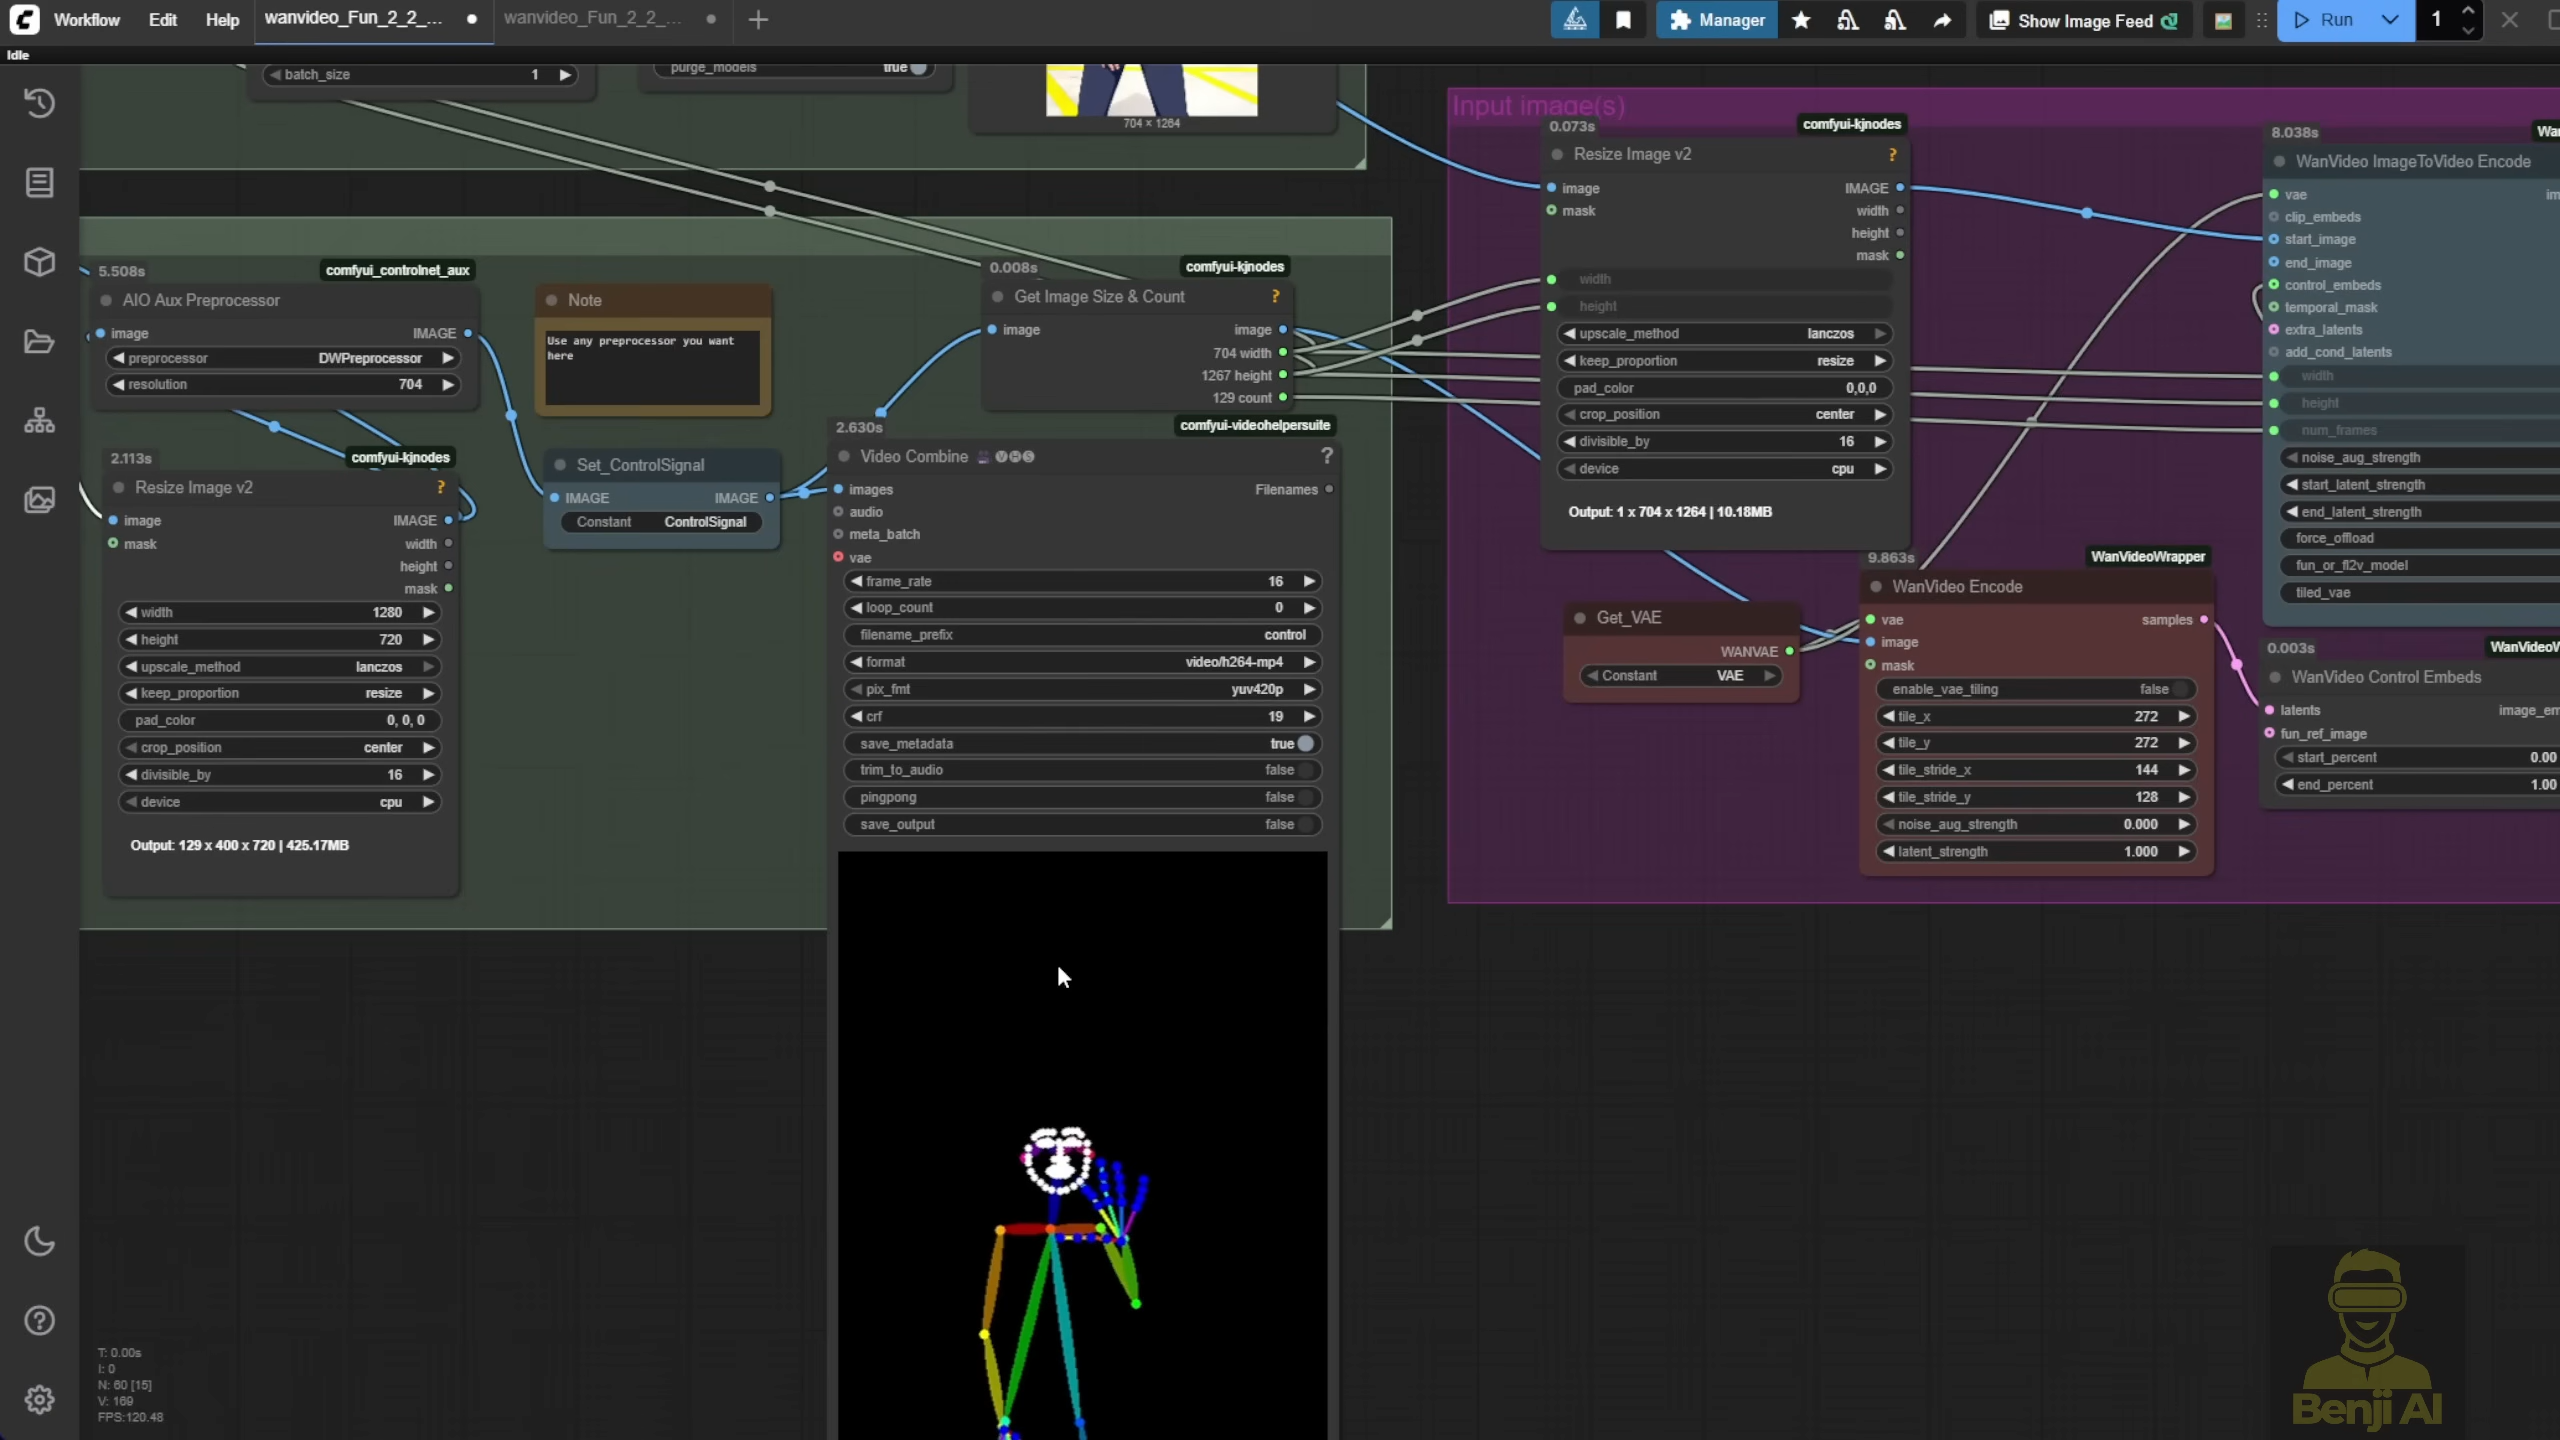 Workflow
Edit
Help
wanvideo_Fun_2_2_...
wanvideo_Fun_2_2_...
Manager
Show Image Feed
Run
1
Idle
batch_size 1
purge_models true
704 × 1264
Input image(s)
5.508s
comfyui_controlnet_aux
AIO Aux Preprocessor
image IMAGE
preprocessor DWPreprocessor
resolution 704
Note
Use any preprocessor you want
here
0.008s
comfyui-kjnodes
Get Image Size & Count ?
image image
704 width
1267 height
129 count
2.113s
comfyui-kjnodes
Resize Image v2 ?
image IMAGE
mask width
height
mask
width 1280
height 720
upscale_method lanczos
keep_proportion resize
pad_color 0, 0, 0
crop_position center
divisible_by 16
device cpu
Output: 129 x 400 x 720 | 425.17MB
Set_ControlSignal
IMAGE IMAGE
Constant ControlSignal
2.630s
comfyui-videohelpersuite
Video Combine VHS ?
images Filenames
audio
meta_batch
vae
frame_rate 16
loop_count 0
filename_prefix control
format video/h264-mp4
pix_fmt yuv420p
crf 19
save_metadata true
trim_to_audio false
pingpong false
save_output false
0.073s
comfyui-kjnodes
Resize Image v2 ?
image IMAGE
mask width
height
mask
width
height
upscale_method lanczos
keep_proportion resize
pad_color 0,0,0
crop_position center
divisible_by 16
device cpu
Output: 1 x 704 x 1264 | 10.18MB
Get_VAE
WANVAE
Constant VAE
9.863s
WanVideoWrapper
WanVideo Encode
vae samples
image
mask
enable_vae_tiling false
tile_x 272
tile_y 272
tile_stride_x 144
tile_stride_y 128
noise_aug_strength 0.000
latent_strength 1.000
8.038s
Wan
WanVideo ImageToVideo Encode
vae im
clip_embeds
start_image
end_image
control_embeds
temporal_mask
extra_latents
add_cond_latents
width
height
num_frames
noise_aug_strength
start_latent_strength
end_latent_strength
force_offload
fun_or_fl2v_model
tiled_vae
0.003s
WanVideoW
WanVideo Control Embeds
latents image_em
fun_ref_image
start_percent 0.00
end_percent 1.00
T: 0.00s
I: 0
N: 60 [15]
V: 169
FPS:120.48
Benji AI